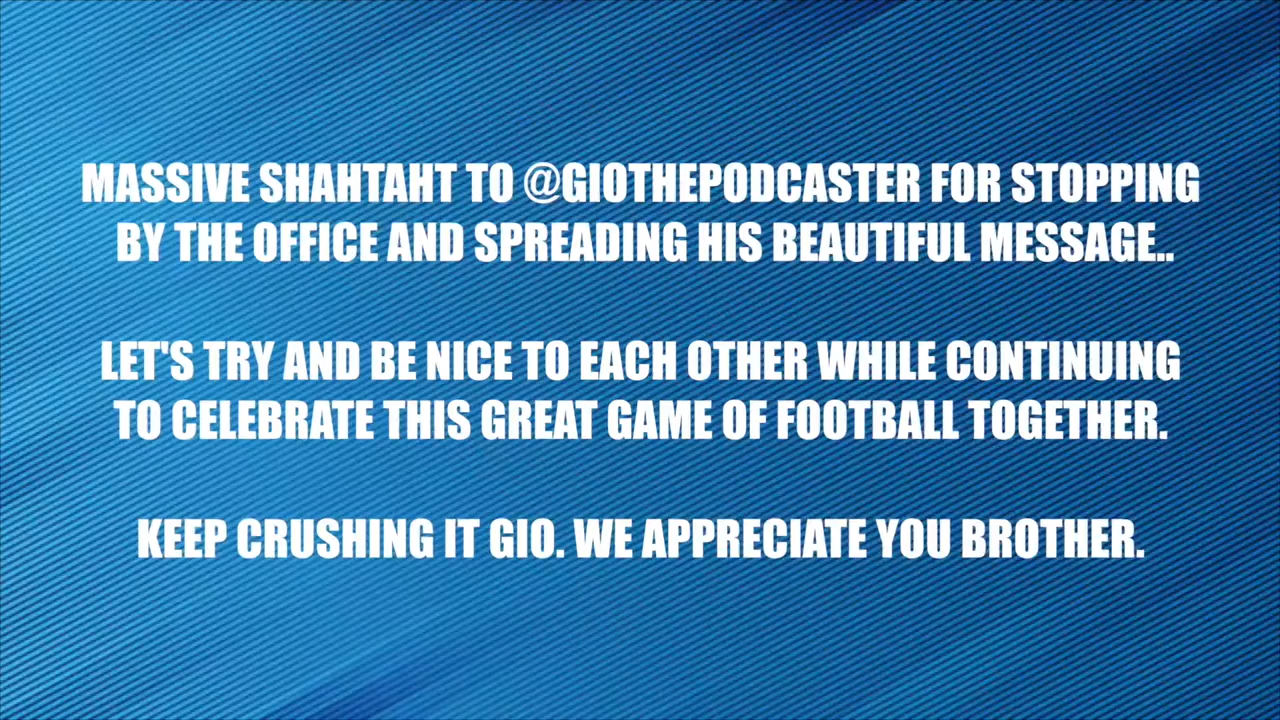 MASSIVE SHAHTAHT TO @GIOTHEPODCASTER FOR STOPPING
BY THE OFFICE AND SPREADING HIS BEAUTIFUL MESSAGE..
LET'S TRY AND BE NICE TO EACH OTHER WHILE CONTINUING
TO CELEBRATE THIS GREAT GAME OF FOOTBALL TOGETHER.
KEEP CRUSHING IT GIO. WE APPRECIATE YOU BROTHER.